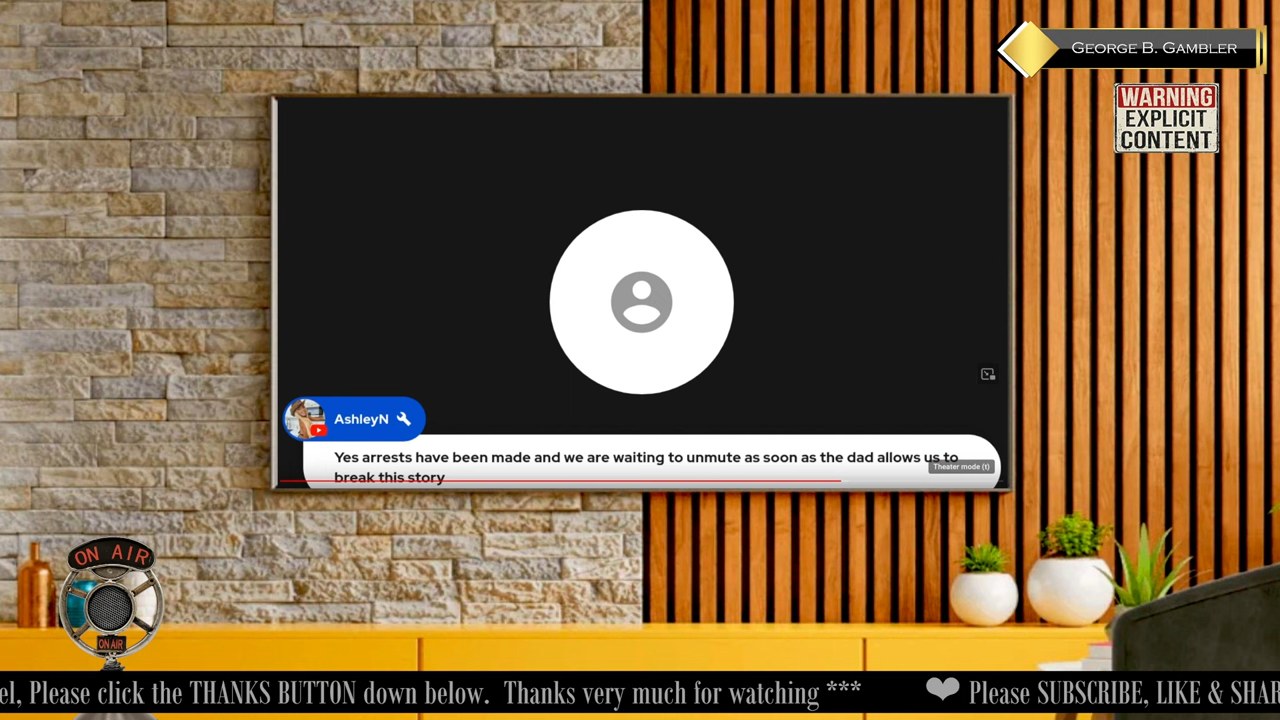 GEORGE B. GAMBLER
WARNING
EXPLICIT
CONTENT
AshleyN
Yes arrests have been made and we are waiting to unmute as soon as the dad allows us to
break this story
Theater mode (t)
ON AIR
ON AIR
el, Please click the THANKS BUTTON down below. Thanks very much for watching *** ❤ Please SUBSCRIBE, LIKE & SHAR